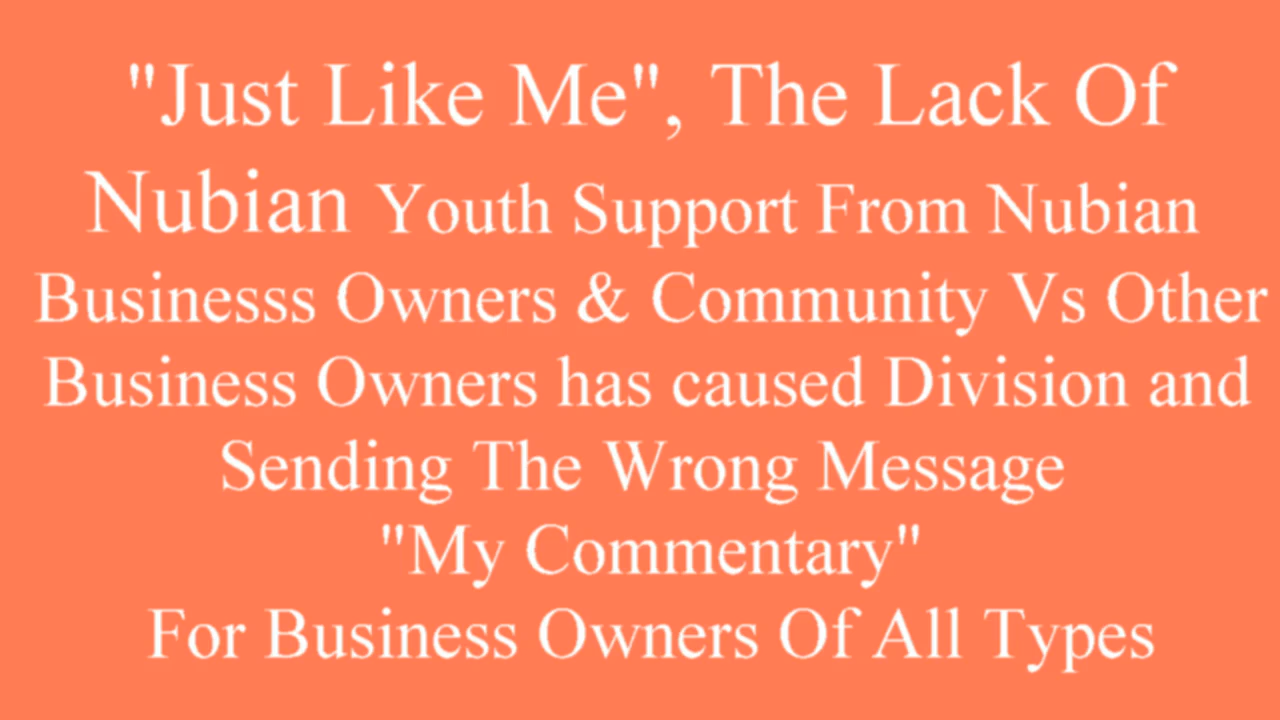 "Just Like Me", The Lack Of
Nubian Youth Support From Nubian
Businesss Owners & Community Vs Other
Business Owners has caused Division and
Sending The Wrong Message
"My Commentary"
For Business Owners Of All Types